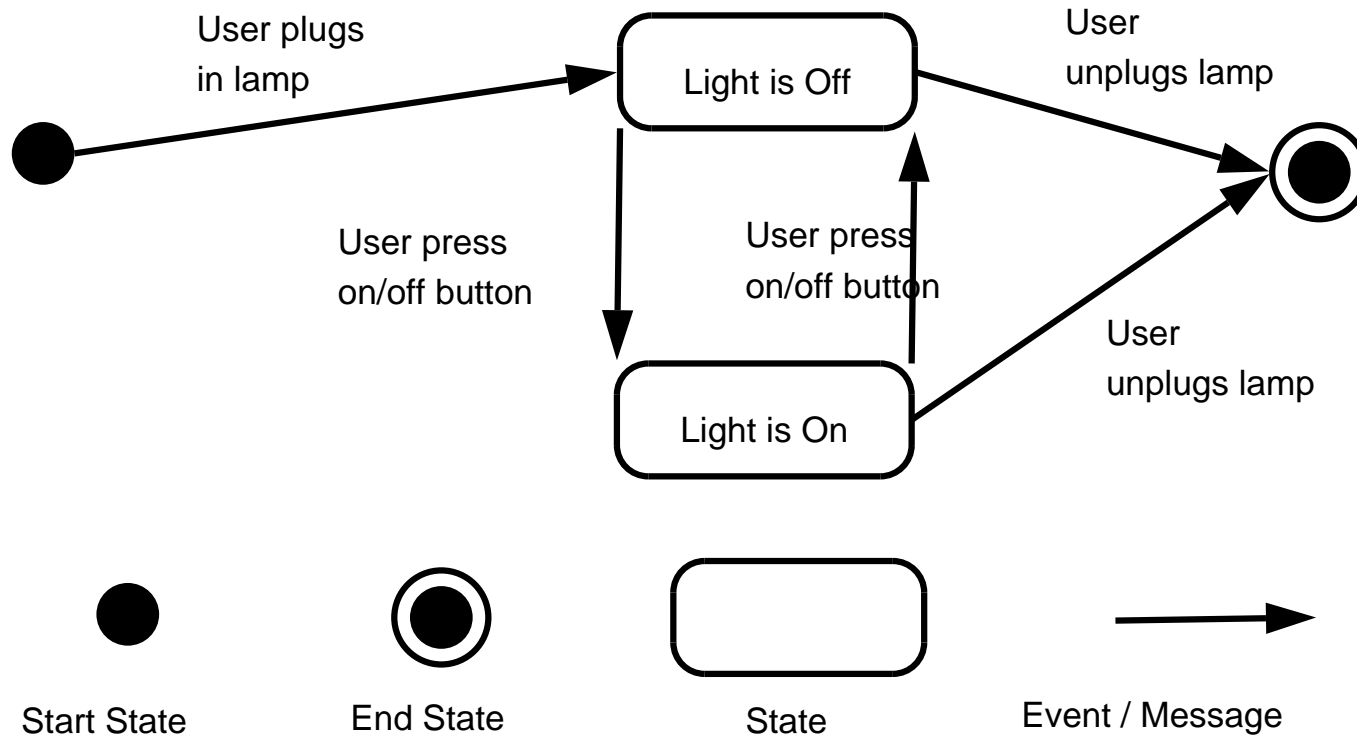 User plugs
in lamp
Light is Off
User
unplugs lamp
User press
on/off button
User press
on/off button
User
unplugs lamp
Light is On
Start State
End State
State
Event / Message